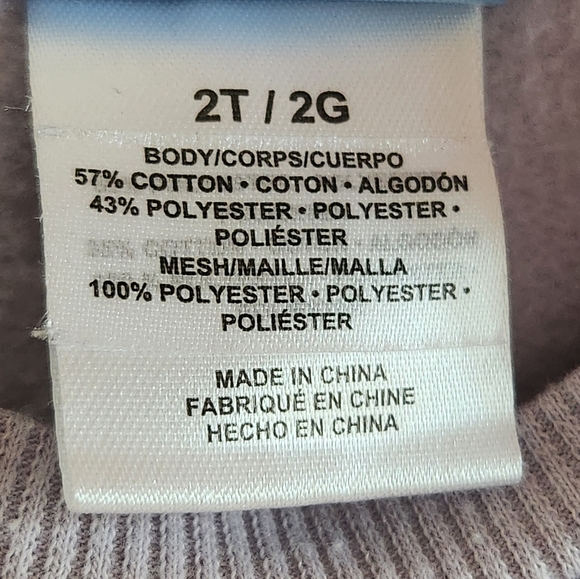 2T / 2G
BODY/CORPS/CUERPO
57% COTTON • COTON • ALGODÓN
43% POLYESTER • POLYESTER •
POLIÉSTER
MESH/MAILLE/MALLA
100% POLYESTER • POLYESTER •
POLIÉSTER
MADE IN CHINA
FABRIQUÉ EN CHINE
HECHO EN CHINA